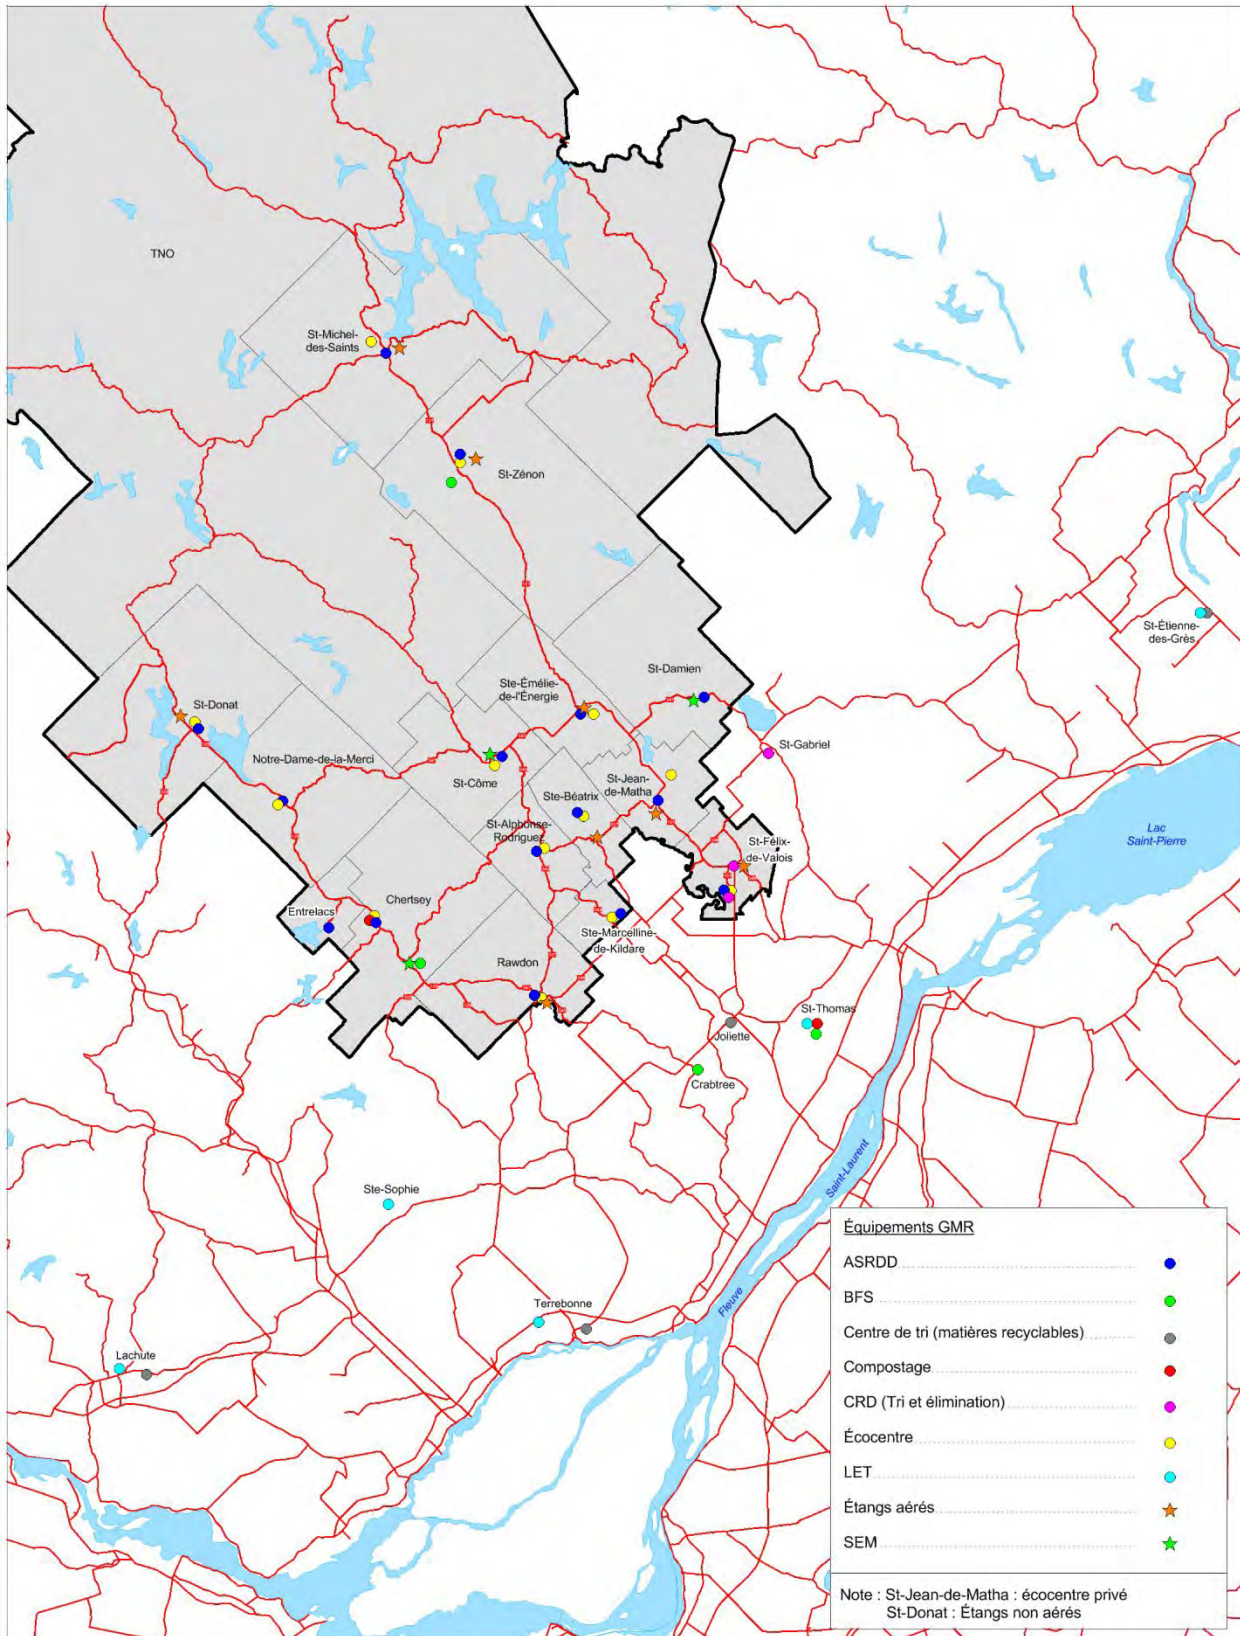 TNO
St-Michel-
des-Saints
St-Zénon
St-Étienne-
des-Grès
St-Damien
Ste-Émélie-
de-l'Énergie
St-Donat
St-Gabriel
Notre-Dame-de-la-Merci
St-Côme
St-Jean-
de-Matha
Ste-Béatrix
St-Alphonse-
Rodriguez
Lac
Saint-Pierre
St-Félix-
de-Valois
Chertsey
Entrelacs
Ste-Marcelline-
de-Kildare
Rawdon
St-Thomas
Joliette
Crabtree
Ste-Sophie
Saint-Laurent
Fleuve
Terrebonne
Lachute
Équipements GMR
ASRDD
BFS
Centre de tri (matières recyclables)
Compostage
CRD (Tri et élimination)
Écocentre
LET
Étangs aérés
SEM
Note : St-Jean-de-Matha : écocentre privé
St-Donat : Étangs non aérés